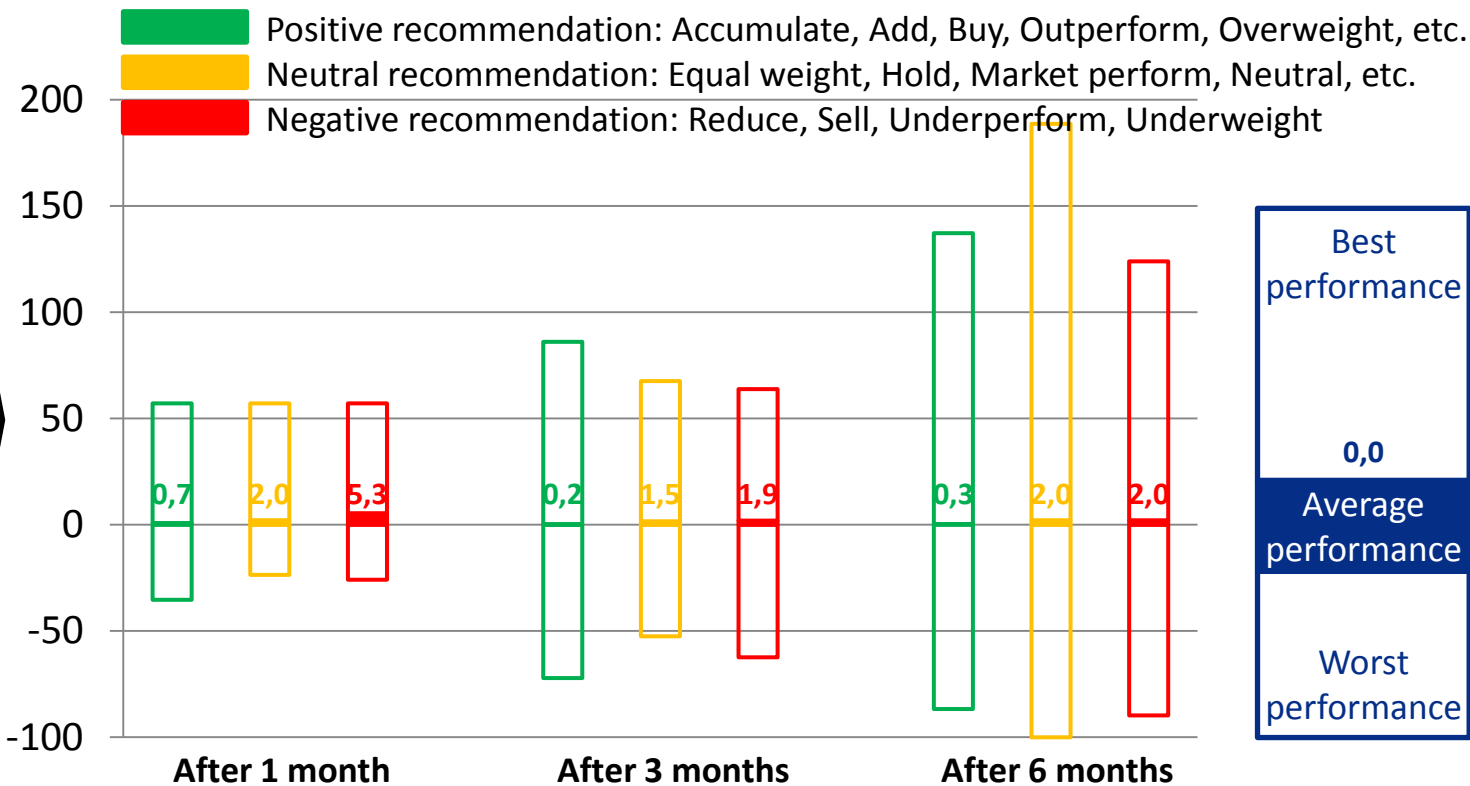 Positive recommendation: Accumulate, Add, Buy, Outperform, Overweight, etc.
Neutral recommendation: Equal weight, Hold, Market perform, Neutral, etc.
Negative recommendation: Reduce, Sell, Underperform, Underweight
200
150
100
50
0
-50
-100
0,7
2,0
5,3
0,2
1,5
1,9
0,3
2,0
2,0
After 1 month
After 3 months
After 6 months
Best
performance
0,0
Average
performance
Worst
performance